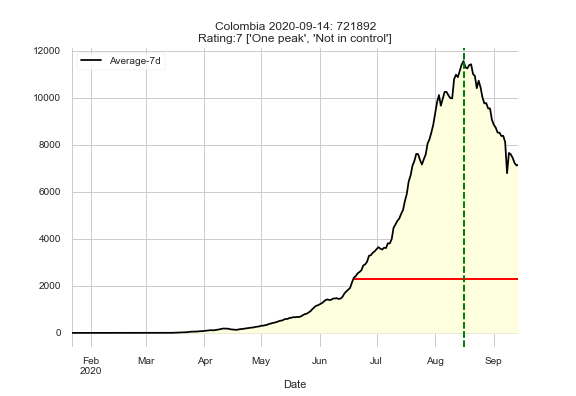 Colombia 2020-09-14: 721892
Rating:7 ['One peak', 'Not in control']
Average-7d
12000
10000
8000
6000
4000
2000
0
Feb Mar Apr May Jun Jul Aug Sep
2020
Date